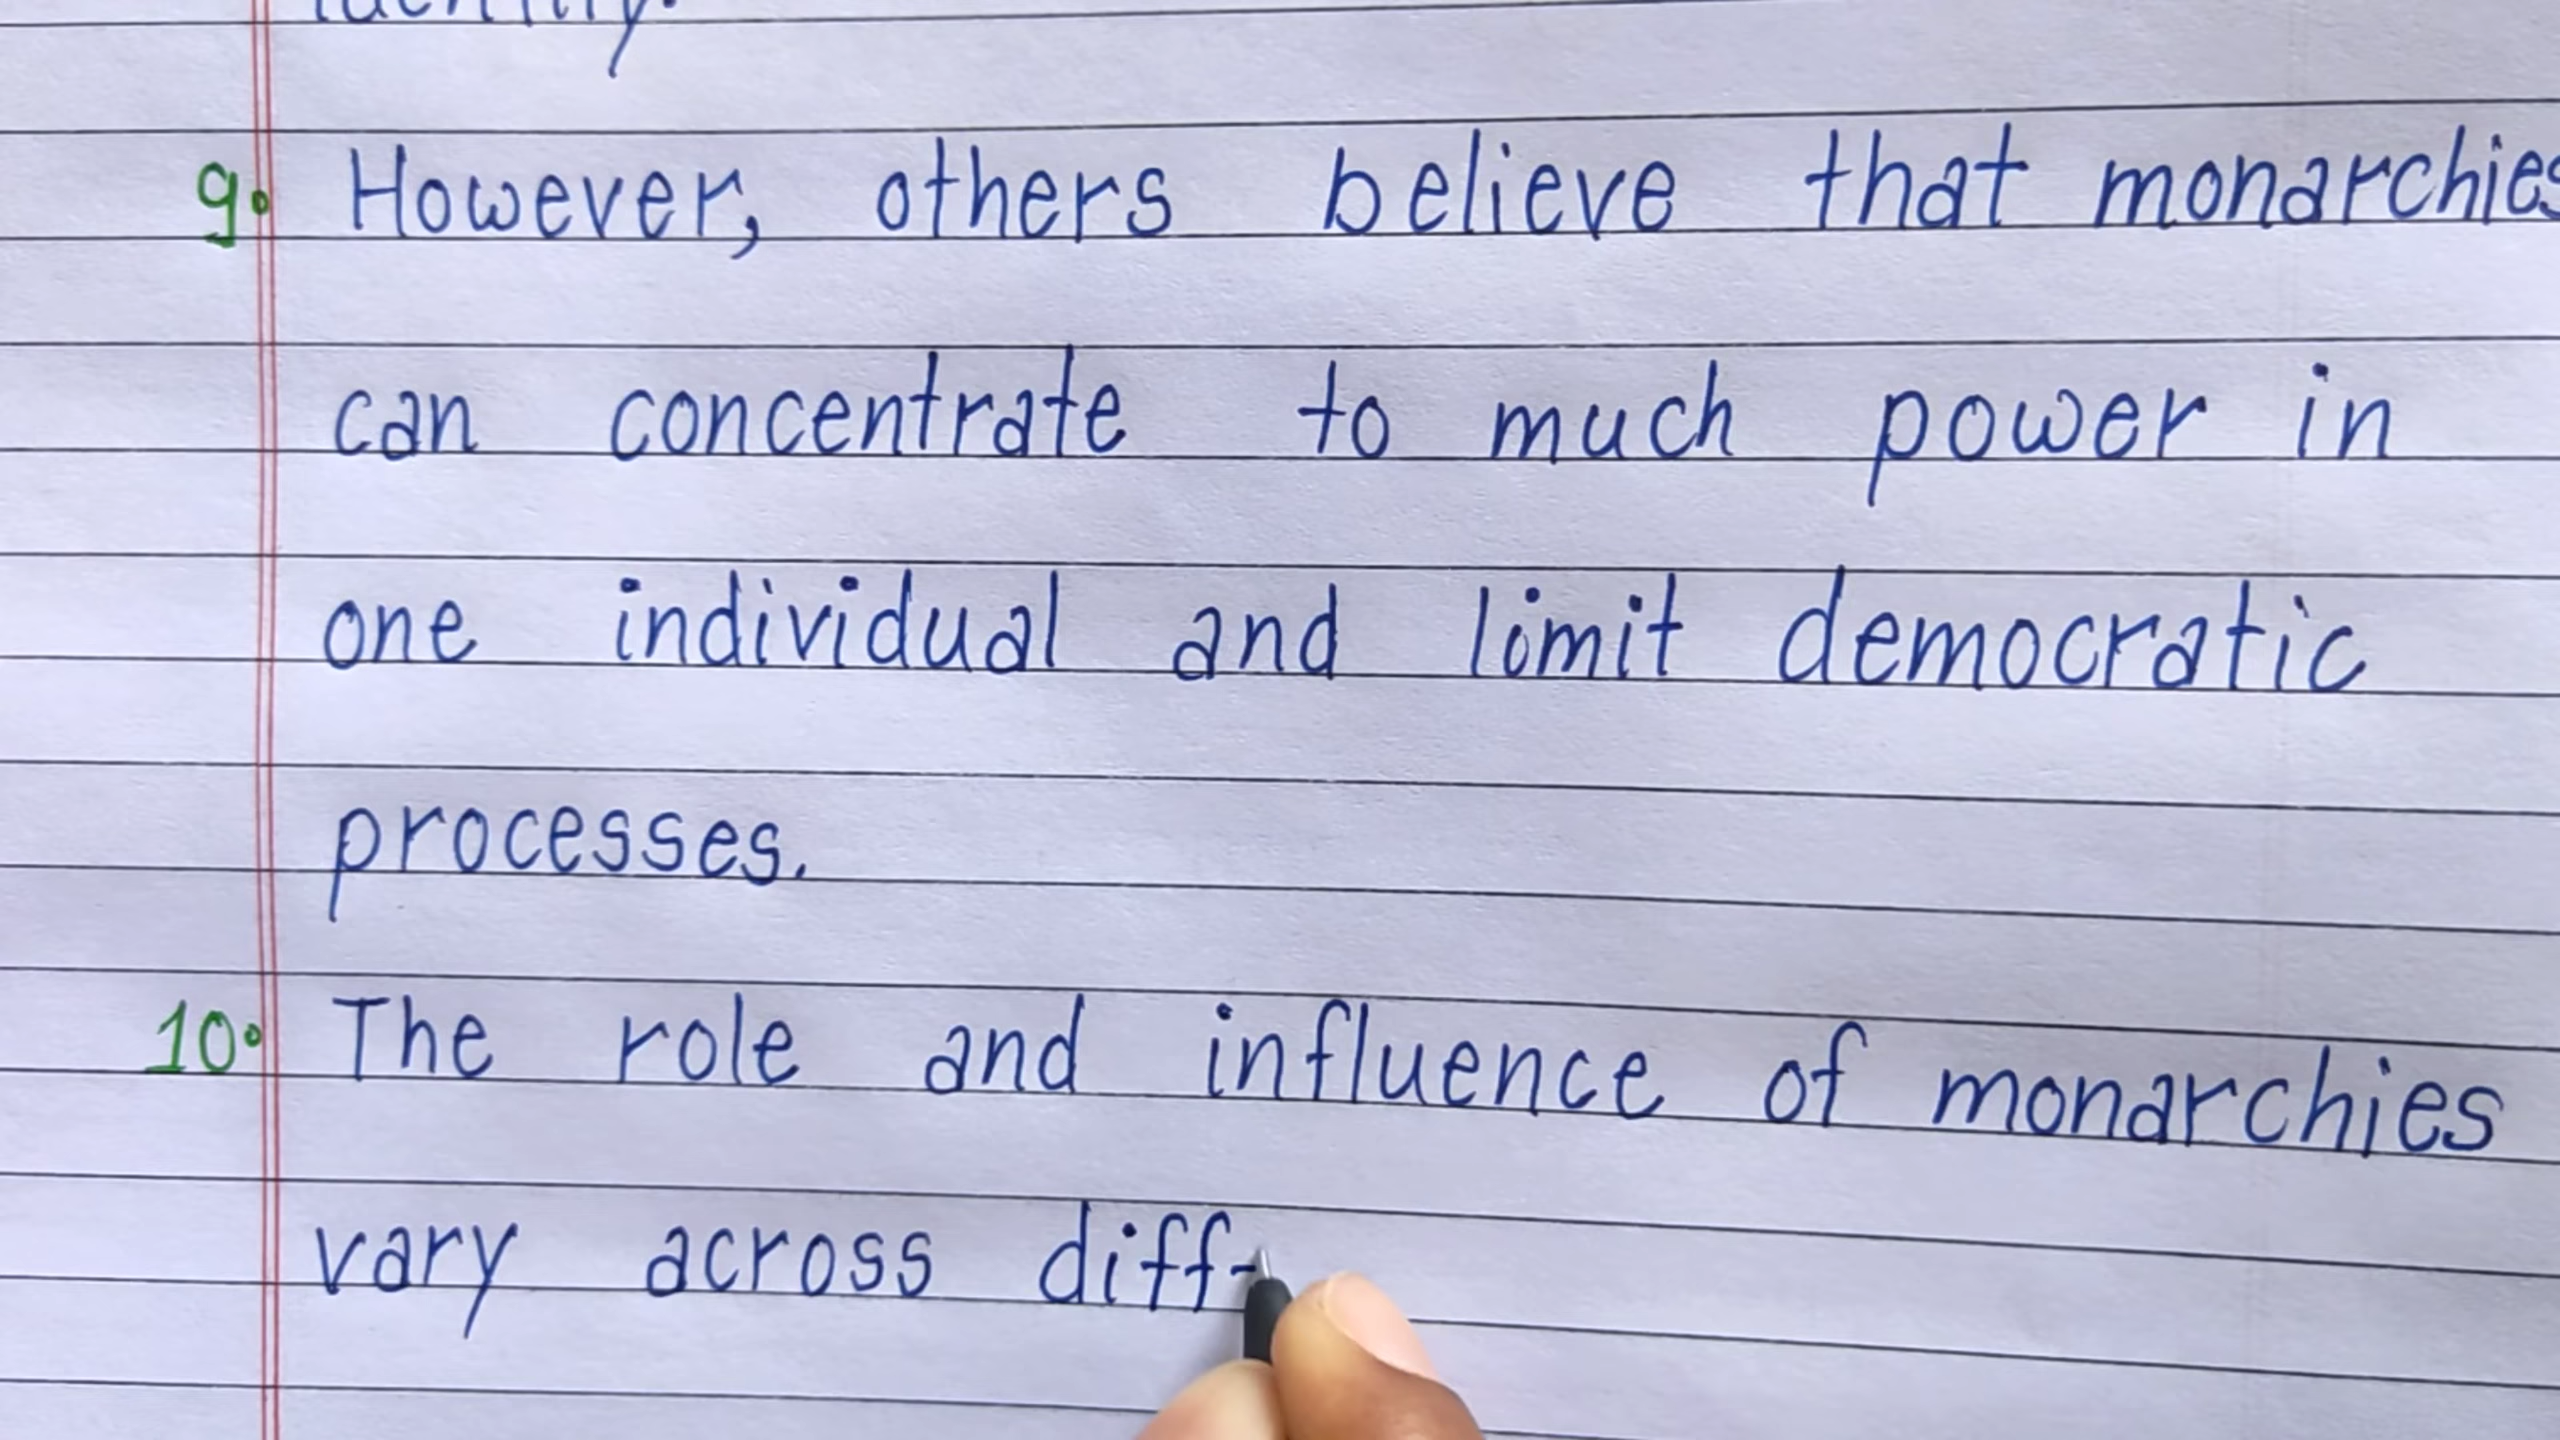 identity.
9. However, others believe that monarchies
can concentrate to much power in
one individual and limit democratic
processes.
10. The role and influence of monarchies
vary across diff-